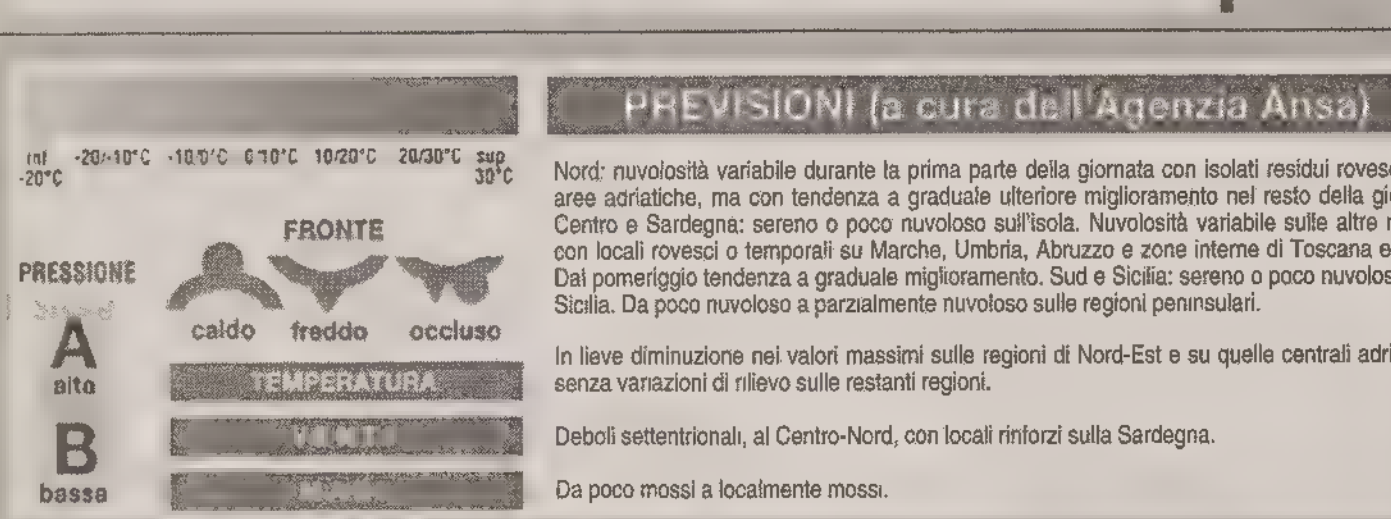 PREVISIONI (a cura dell'Agenzia Ansa)
inf -20/-10°C -10/0°C 0/10°C 10/20°C 20/30°C sup
-20°C 30°C
FRONTE
PRESSIONE
caldo freddo occluso
A
alta
TEMPERATURA
VENTI
B
bassa
Nord: nuvolosità variabile durante la prima parte della giornata con isolati residui
aree adriatiche, ma con tendenza a graduale ulteriore miglioramento nel resto della
Centro e Sardegna: sereno o poco nuvoloso sull'isola. Nuvolosità variabile sulle altre
con locali rovesci o temporali su Marche, Umbria, Abruzzo e zone interne di Toscana e
Dal pomeriggio tendenza a graduale miglioramento. Sud e Sicilia: sereno o poco
Sicilia. Da poco nuvoloso a parzialmente nuvoloso sulle regioni peninsulari.
In lieve diminuzione nei valori massimi sulle regioni di Nord-Est e su quelle centrali
senza variazioni di rilievo sulle restanti regioni.
Deboli settentrionali, al Centro-Nord, con locali rinforzi sulla Sardegna.
Da poco mossi a localmente mossi.